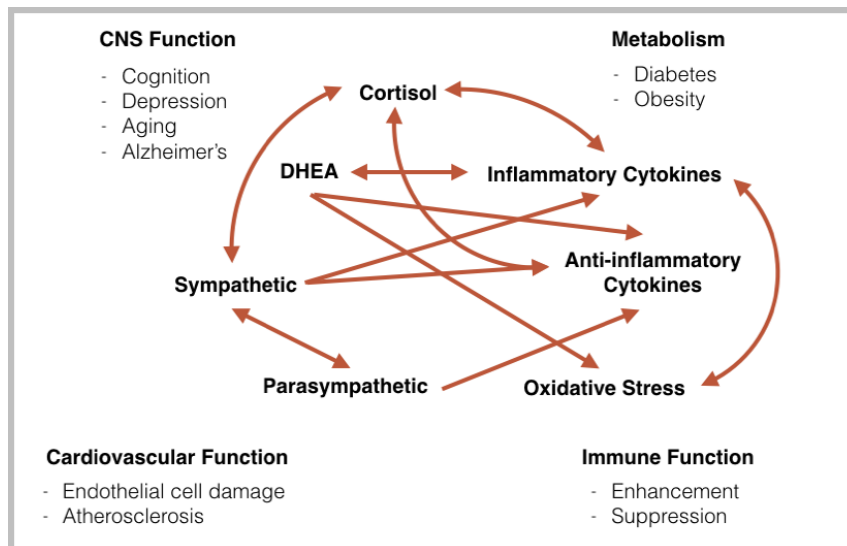 CNS Function
- Cognition
- Depression
- Aging
- Alzheimer's
Metabolism
- Diabetes
- Obesity
Cortisol
DHEA
Inflammatory Cytokines
Anti-inflammatory
Cytokines
Sympathetic
Parasympathetic
Oxidative Stress
Cardiovascular Function
- Endothelial cell damage
- Atherosclerosis
Immune Function
- Enhancement
- Suppression